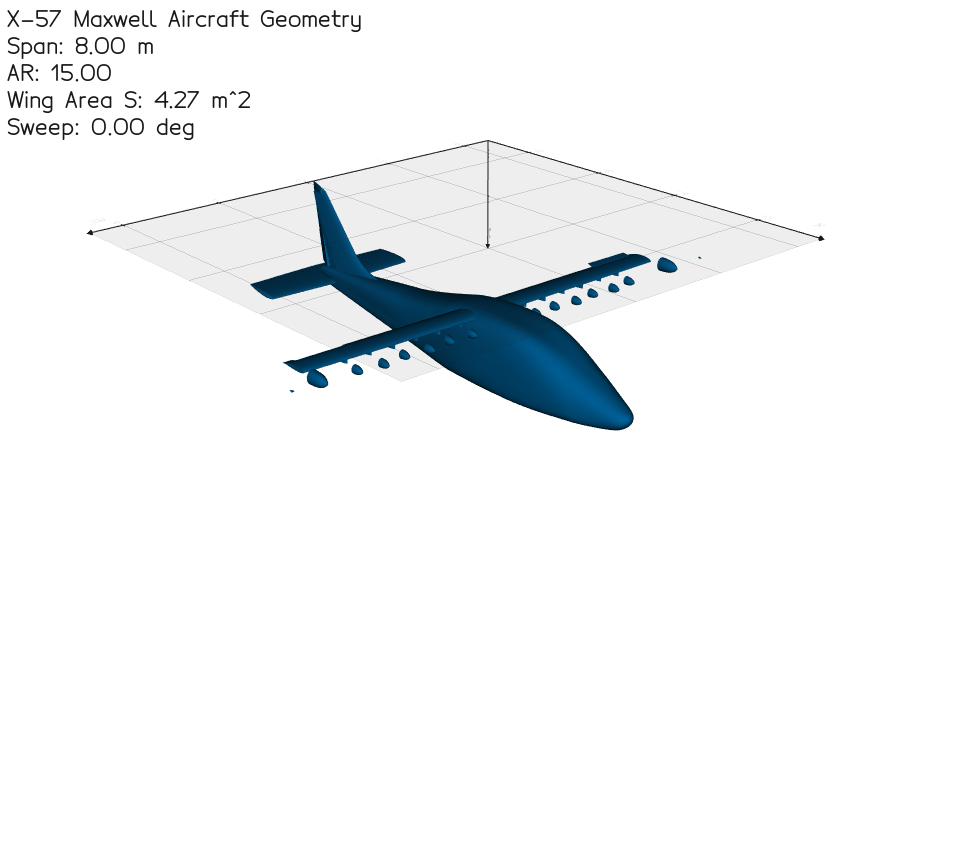 X-57 Maxwell Aircraft Geometry
Span: 8.00 m
AR: 15.00
Wing Area S: 4.27 m^2
Sweep: 0.00 deg